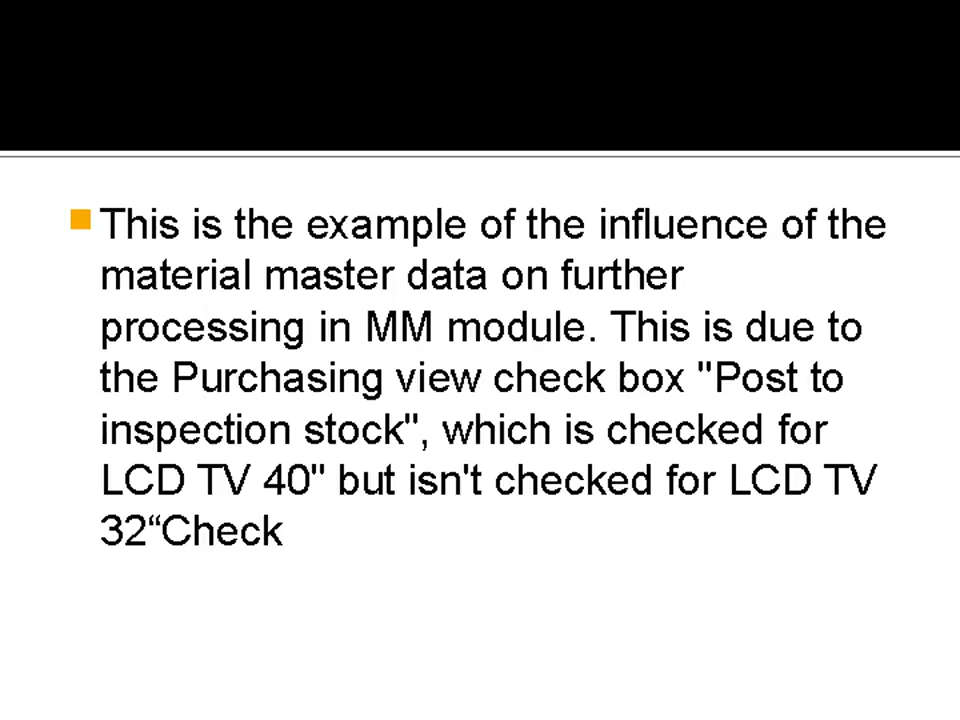 This is the example of the influence of the
material master data on further
processing in MM module. This is due to
the Purchasing view check box "Post to
inspection stock", which is checked for
LCD TV 40" but isn't checked for LCD TV
32“Check